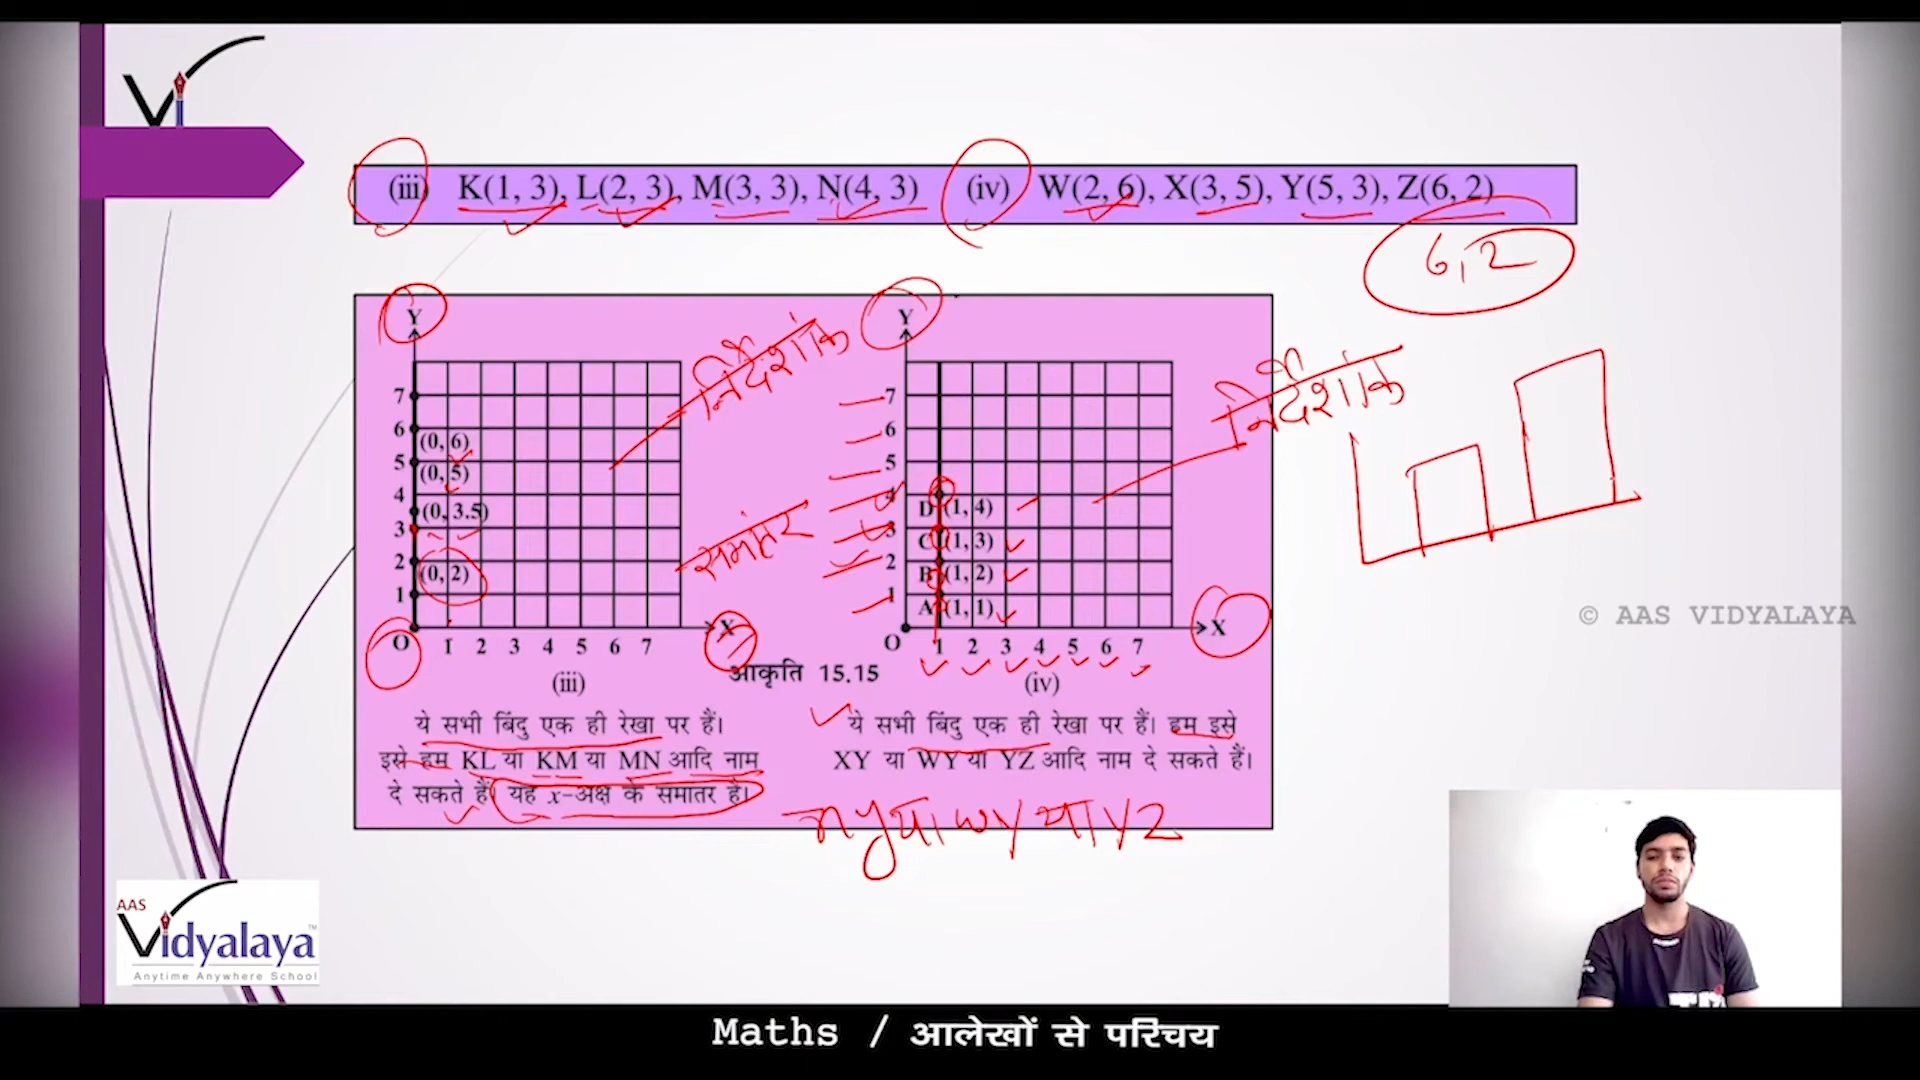 (iii) K(1, 3), L(2, 3), M(3, 3), N(4, 3) (iv) W(2, 6), X(3, 5), Y(5, 3), Z(6, 2)
6,2
Y
7
6
(0, 6)
5
(0, 5)
4
(0, 3.5)
3
2
(0, 2)
1
O 1 2 3 4 5 6 7 X
(iii)
निर्देशांक
समांतर
Y
7
6
5
4
D (1, 4)
3
C (1, 3)
2
B (1, 2)
1
A (1, 1)
O 1 2 3 4 5 6 7 X
(iv)
निर्देशांक
आकृति 15.15
ये सभी बिंदु एक ही रेखा पर हैं।
इसे हम KL या KM या MN आदि नाम
दे सकते हैं। यह x-अक्ष के समांतर है।
ये सभी बिंदु एक ही रेखा पर हैं। हम इसे
XY या WY या YZ आदि नाम दे सकते हैं।
ny या wy या yz
© AAS VIDYALAYA
AAS
Vidyalaya
TM
Anytime Anywhere School
Maths / आलेखों से परिचय